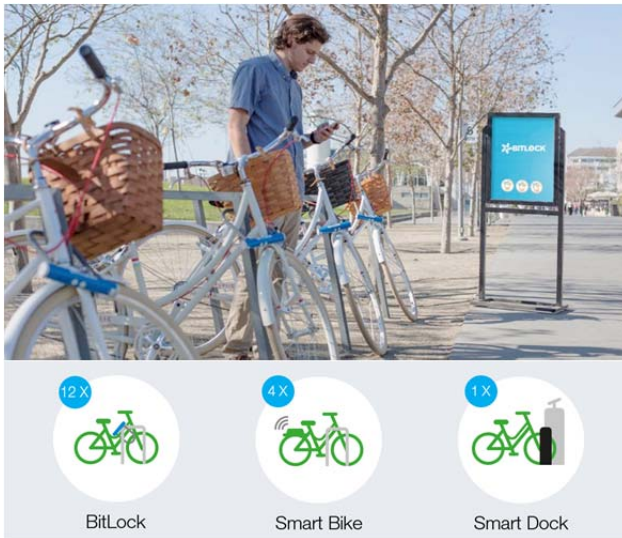 BITLOCK
12 X
4 X
1 X
BitLock
Smart Bike
Smart Dock